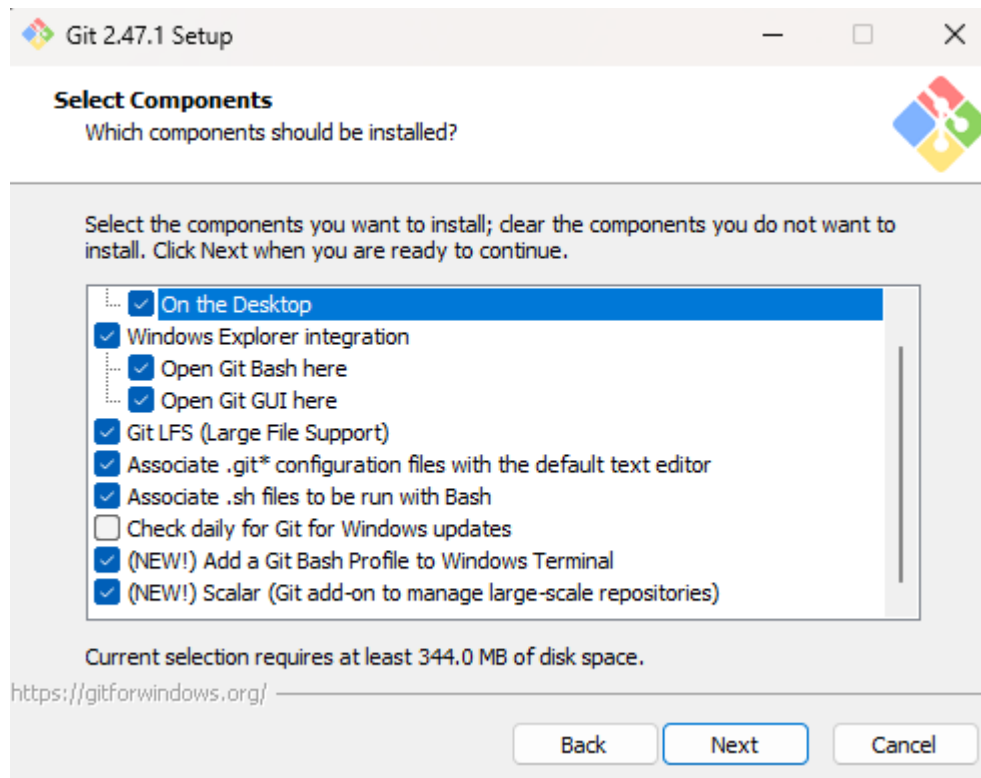 Git 2.47.1 Setup
Select Components
Which components should be installed?
Select the components you want to install; clear the components you do not want to
install. Click Next when you are ready to continue.
On the Desktop
Windows Explorer integration
Open Git Bash here
Open Git GUI here
Git LFS (Large File Support)
Associate .git* configuration files with the default text editor
Associate .sh files to be run with Bash
Check daily for Git for Windows updates
(NEW!) Add a Git Bash Profile to Windows Terminal
(NEW!) Scalar (Git add-on to manage large-scale repositories)
Current selection requires at least 344.0 MB of disk space.
https://gitforwindows.org/
Back Next Cancel